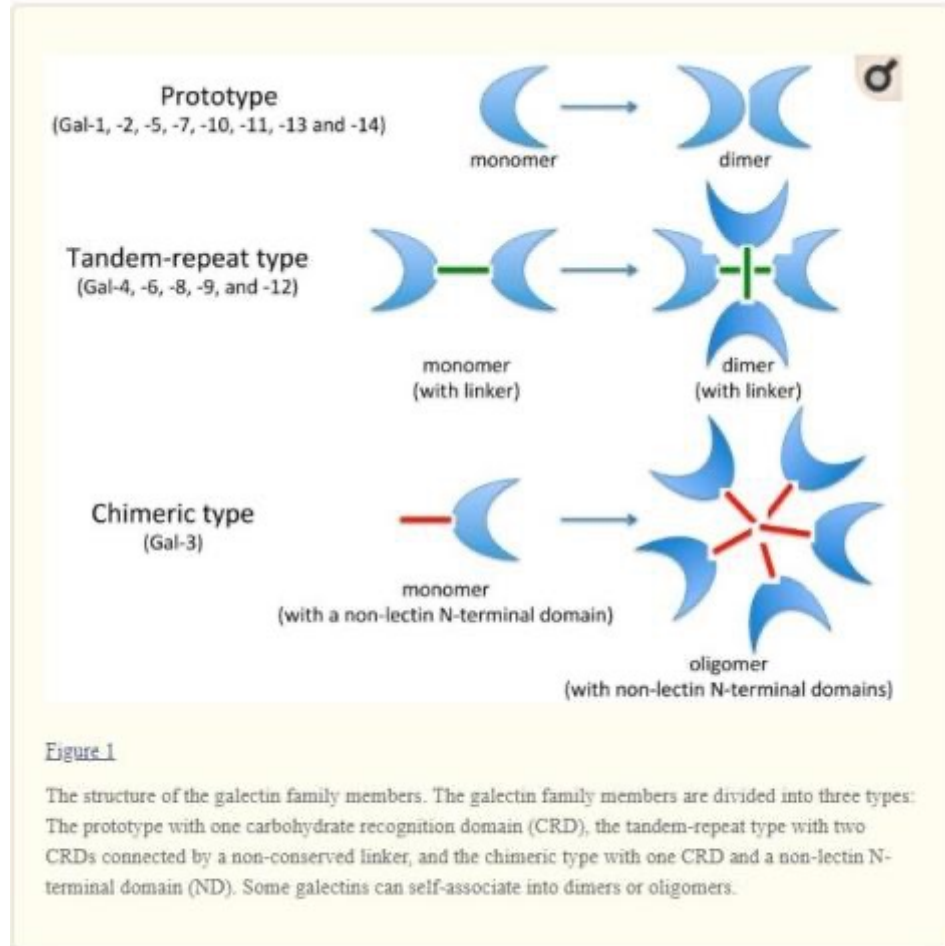 Prototype
(Gal-1, -2, -5, -7, -10, -11, -13 and -14)
monomer
dimer
Tandem-repeat type
(Gal-4, -6, -8, -9, and -12)
monomer
(with linker)
dimer
(with linker)
Chimeric type
(Gal-3)
monomer
(with a non-lectin N-terminal domain)
oligomer
(with non-lectin N-terminal domains)
Figure 1
The structure of the galectin family members. The galectin family members are divided into three types:
The prototype with one carbohydrate recognition domain (CRD), the tandem-repeat type with two
CRDs connected by a non-conserved linker, and the chimeric type with one CRD and a non-lectin N-
terminal domain (ND). Some galectins can self-associate into dimers or oligomers.